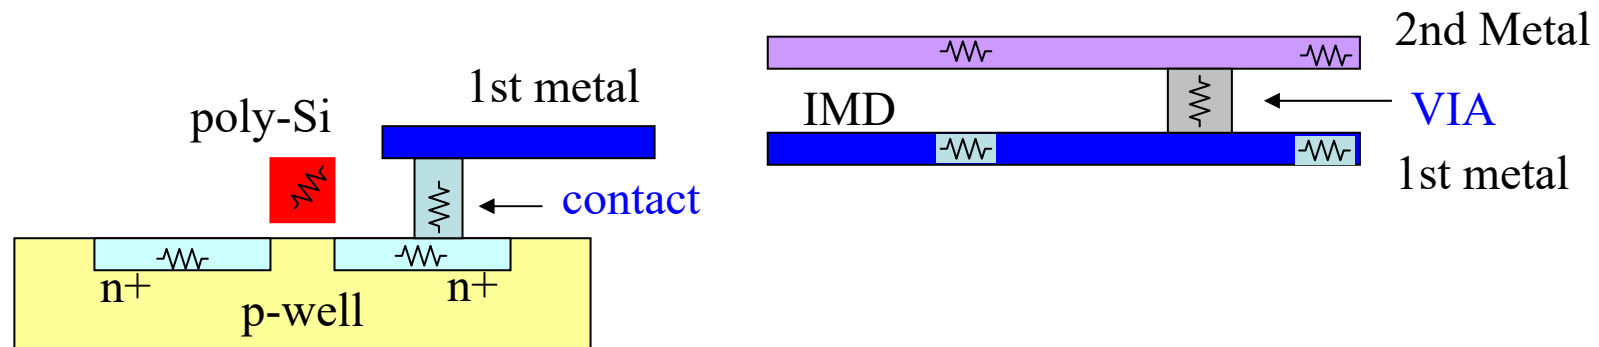 poly-Si
1st metal
contact
n+
n+
p-well
2nd Metal
IMD
VIA
1st metal